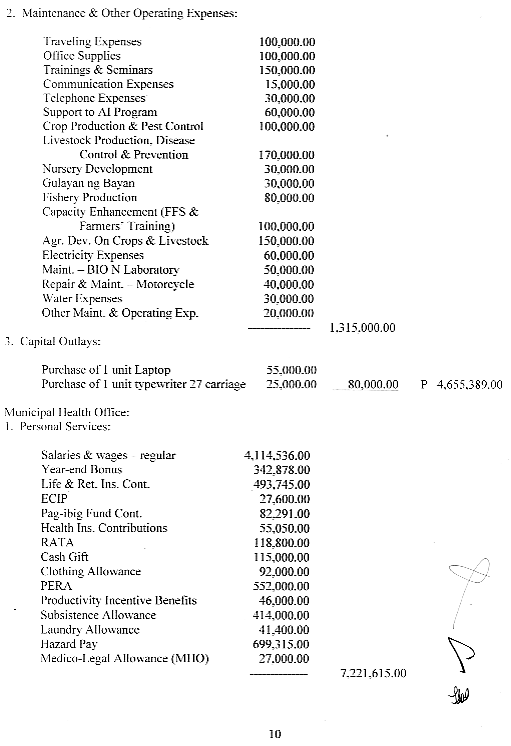 2. Maintenance & Other Operating Expenses:
Traveling Expenses 100,000.00
Office Supplies 100,000.00
Trainings & Seminars 150,000.00
Communication Expenses 15,000.00
Telephone Expenses 30,000.00
Support to AI Program 60,000.00
Crop Production & Pest Control 100,000.00
Livestock Production, Disease
Control & Prevention 170,000.00
Nursery Development 30,000.00
Gulayan ng Bayan 30,000.00
Fishery Production 80,000.00
Capacity Enhancement (FFS &
Farmers' Training) 100,000.00
Agr. Dev. On Crops & Livestock 150,000.00
Electricity Expenses 60,000.00
Maint. – BIO N Laboratory 50,000.00
Repair & Maint. – Motorcycle 40,000.00
Water Expenses 30,000.00
Other Maint. & Operating Exp. 20,000.00
1,315,000.00
3. Capital Outlays:
Purchase of 1 unit Laptop 55,000.00
Purchase of 1 unit typewriter 27 carriage 25,000.00 80,000.00 P 4,655,389.00
Municipal Health Office:
1. Personal Services:
Salaries & wages – regular 4,114,536.00
Year-end Bonus 342,878.00
Life & Ret. Ins. Cont. 493,745.00
ECIP 27,600.00
Pag-ibig Fund Cont. 82,291.00
Health Ins. Contributions 55,050.00
RATA 118,800.00
Cash Gift 115,000.00
Clothing Allowance 92,000.00
PERA 552,000.00
Productivity Incentive Benefits 46,000.00
Subsistence Allowance 414,000.00
Laundry Allowance 41,400.00
Hazard Pay 699,315.00
Medico-Legal Allowance (MHO) 27,000.00
7,221,615.00
10